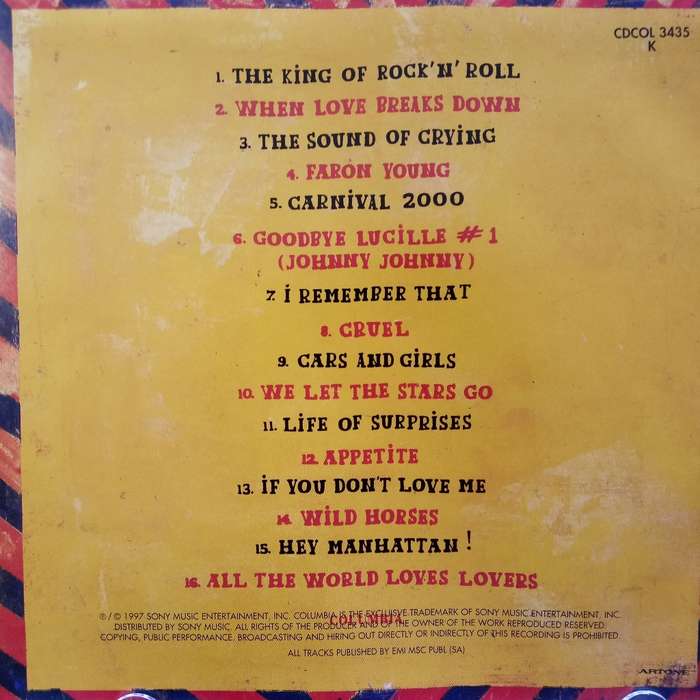 CDCOL 3435
K
1. THE KiNG OF ROCK'N' ROLL
2. WHEN LOVE BREAKS DOWN
3. THE SOUND OF CRYiNG
4. FARON YOUNG
5. CARNiVAL 2000
6. GOODBYE LUCiLLE # 1
(JOHNNY JOHNNY)
7. i REMEMBER THAT
8. CRUEL
9. CARS AND GiRLS
10. WE LET THE STARS GO
11. LiFE OF SURPRISES
12. APPETiTE
13. iF YOU DON'T LOVE ME
14. WiLD HORSES
15. HEY MANHATTAN!
16. ALL THE WORLD LOVES LOVERS
℗/© 1997 SONY MUSIC ENTERTAINMENT, INC. COLUMBIA IS THE EXCLUSIVE TRADEMARK OF SONY MUSIC ENTERTAINMENT, INC.
COLUMBIA
DISTRIBUTED BY SONY MUSIC. ALL RIGHTS OF THE PRODUCER AND OF THE OWNER OF THE WORK REPRODUCED RESERVED.
COPYING, PUBLIC PERFORMANCE. BROADCASTING AND HIRING OUT DIRECTLY OR INDIRECTLY OF THIS RECORDING IS PROHIBITED.
ALL TRACKS PUBLISHED BY EMI MSC PUBL (SA)
ARTONE